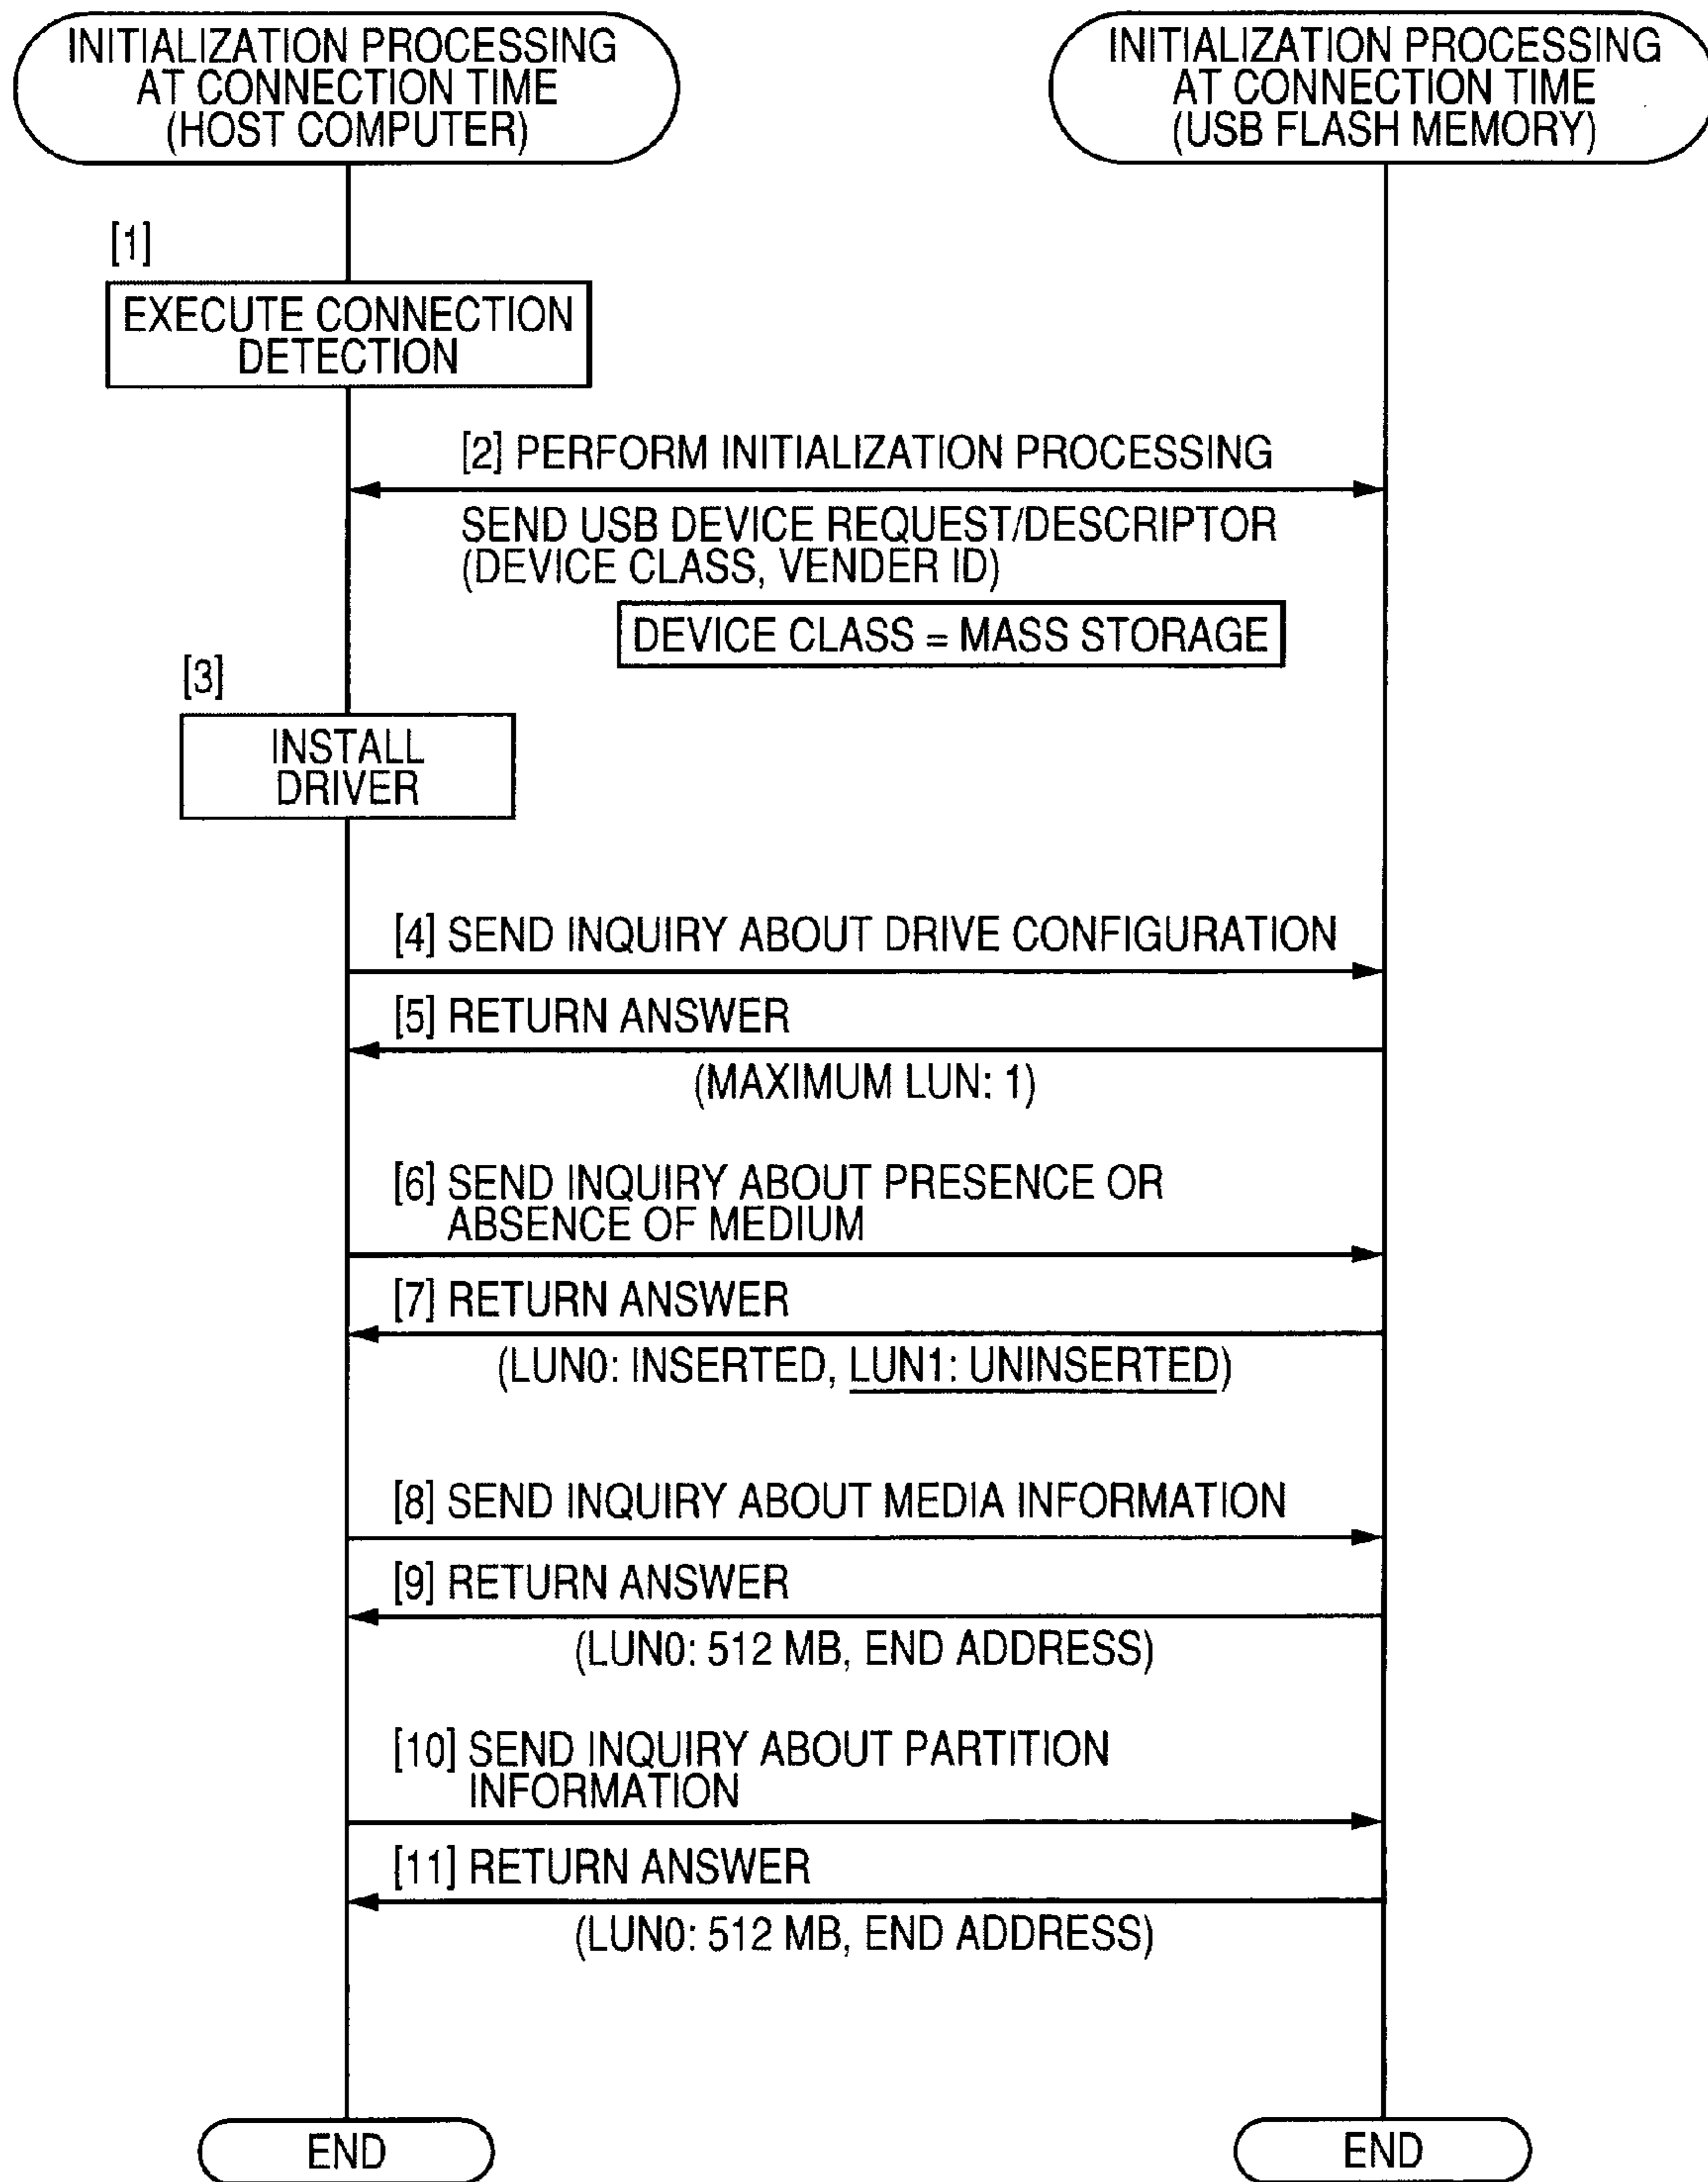 INITIALIZATION PROCESSING
AT CONNECTION TIME
(HOST COMPUTER)
INITIALIZATION PROCESSING
AT CONNECTION TIME
(USB FLASH MEMORY)
[1]
EXECUTE CONNECTION
DETECTION
[2] PERFORM INITIALIZATION PROCESSING
SEND USB DEVICE REQUEST/DESCRIPTOR
(DEVICE CLASS, VENDER ID)
DEVICE CLASS = MASS STORAGE
[3]
INSTALL
DRIVER
[4] SEND INQUIRY ABOUT DRIVE CONFIGURATION
[5] RETURN ANSWER
(MAXIMUM LUN: 1)
[6] SEND INQUIRY ABOUT PRESENCE OR
ABSENCE OF MEDIUM
[7] RETURN ANSWER
(LUN0: INSERTED, LUN1: UNINSERTED)
[8] SEND INQUIRY ABOUT MEDIA INFORMATION
[9] RETURN ANSWER
(LUN0: 512 MB, END ADDRESS)
[10] SEND INQUIRY ABOUT PARTITION
INFORMATION
[11] RETURN ANSWER
(LUN0: 512 MB, END ADDRESS)
END
END